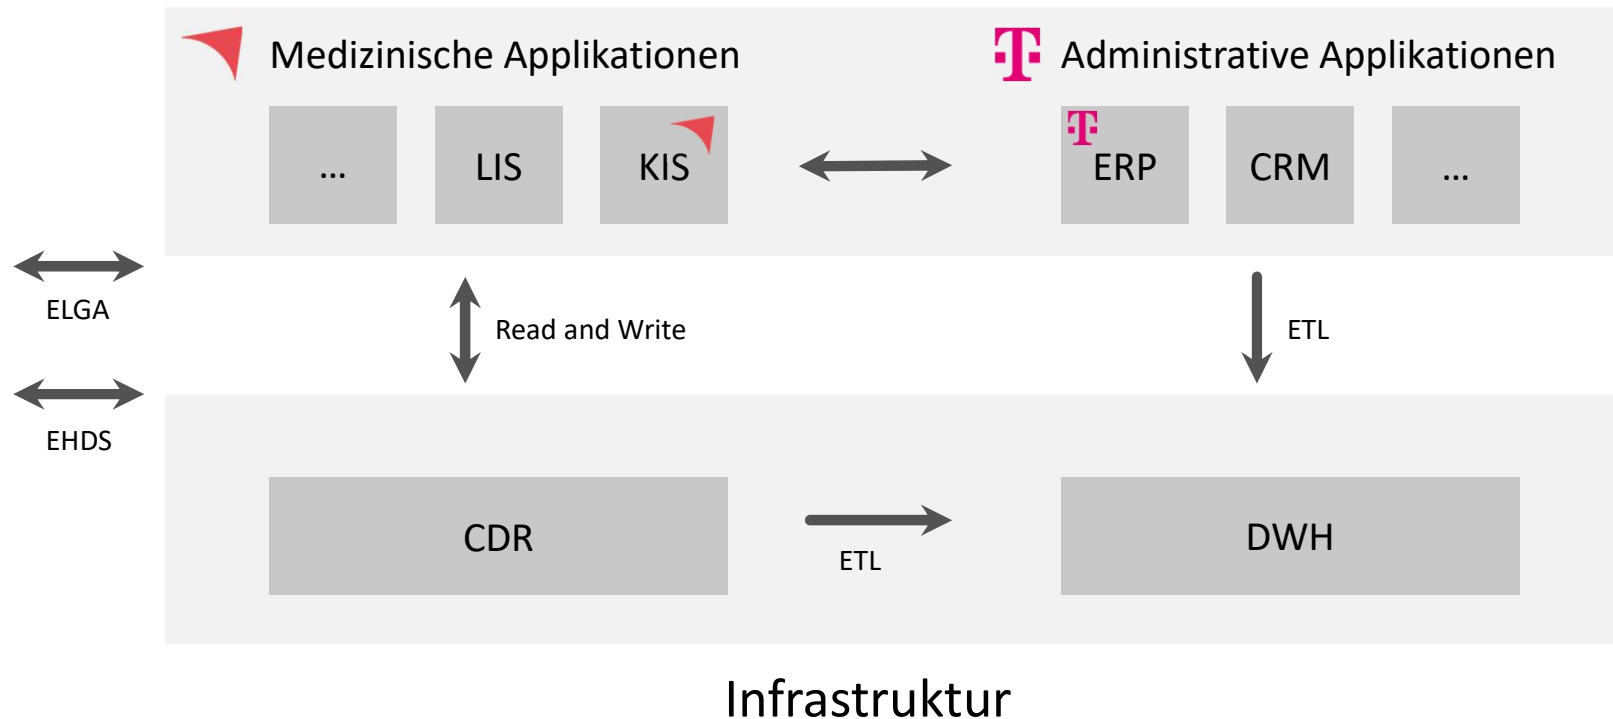 Medizinische Applikationen
Administrative Applikationen
...
LIS
KIS
ERP
CRM
...
ELGA
Read and Write
ETL
EHDS
CDR
ETL
DWH
Infrastruktur